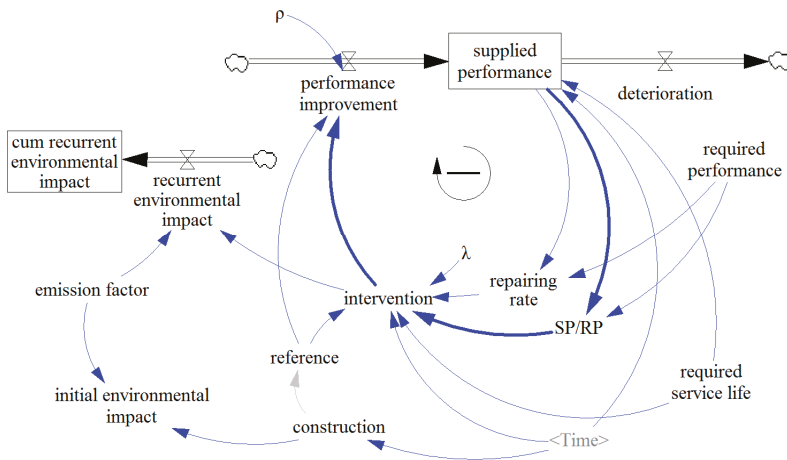 ρ
supplied
performance
performance
improvement
deterioration
cum recurrent
environmental
impact
recurrent
environmental
impact
required
performance
λ
emission factor
intervention
repairing
rate
SP/RP
reference
required
service life
initial environmental
impact
construction
<Time>